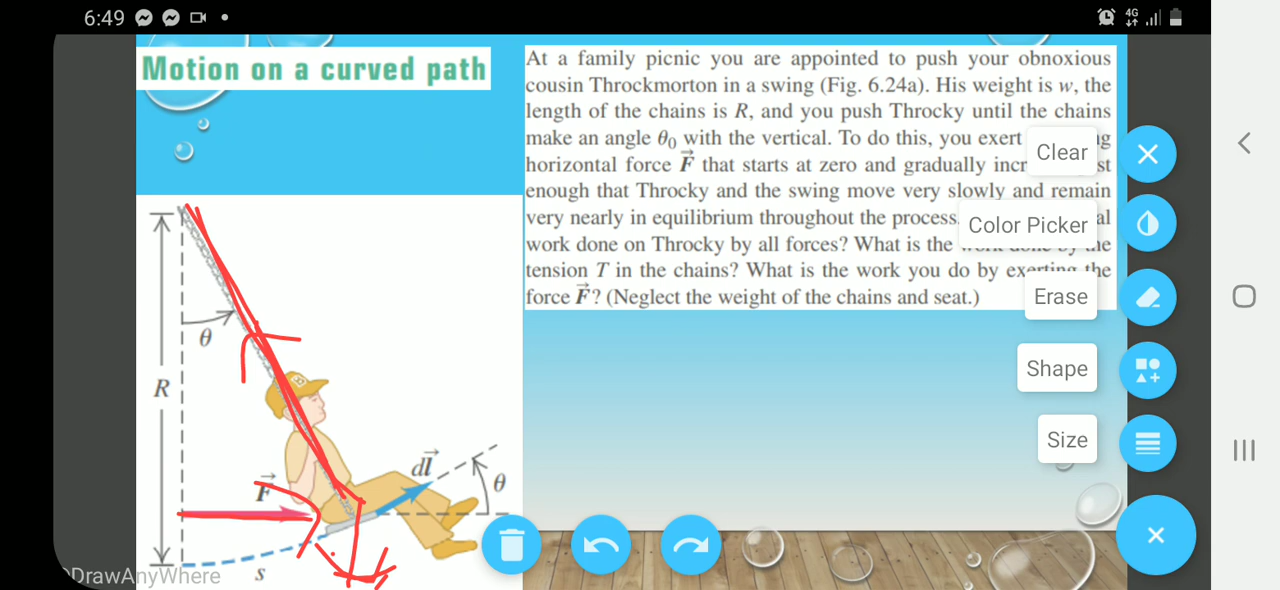 6:49
4G
Motion on a curved path
At a family picnic you are appointed to push your obnoxious
cousin Throckmorton in a swing (Fig. 6.24a). His weight is w, the
length of the chains is R, and you push Throcky until the chains
make an angle θ0 with the vertical. To do this, you exert
horizontal force F⃗ that starts at zero and gradually incr
enough that Throcky and the swing move very slowly and remain
very nearly in equilibrium throughout the process.
work done on Throcky by all forces? What is the work done by the
tension T in the chains? What is the work you do by exerting the
force F⃗? (Neglect the weight of the chains and seat.)
Clear
Color Picker
Erase
Shape
Size
θ
R
B
F⃗
dl⃗
θ
s
DrawAnyWhere